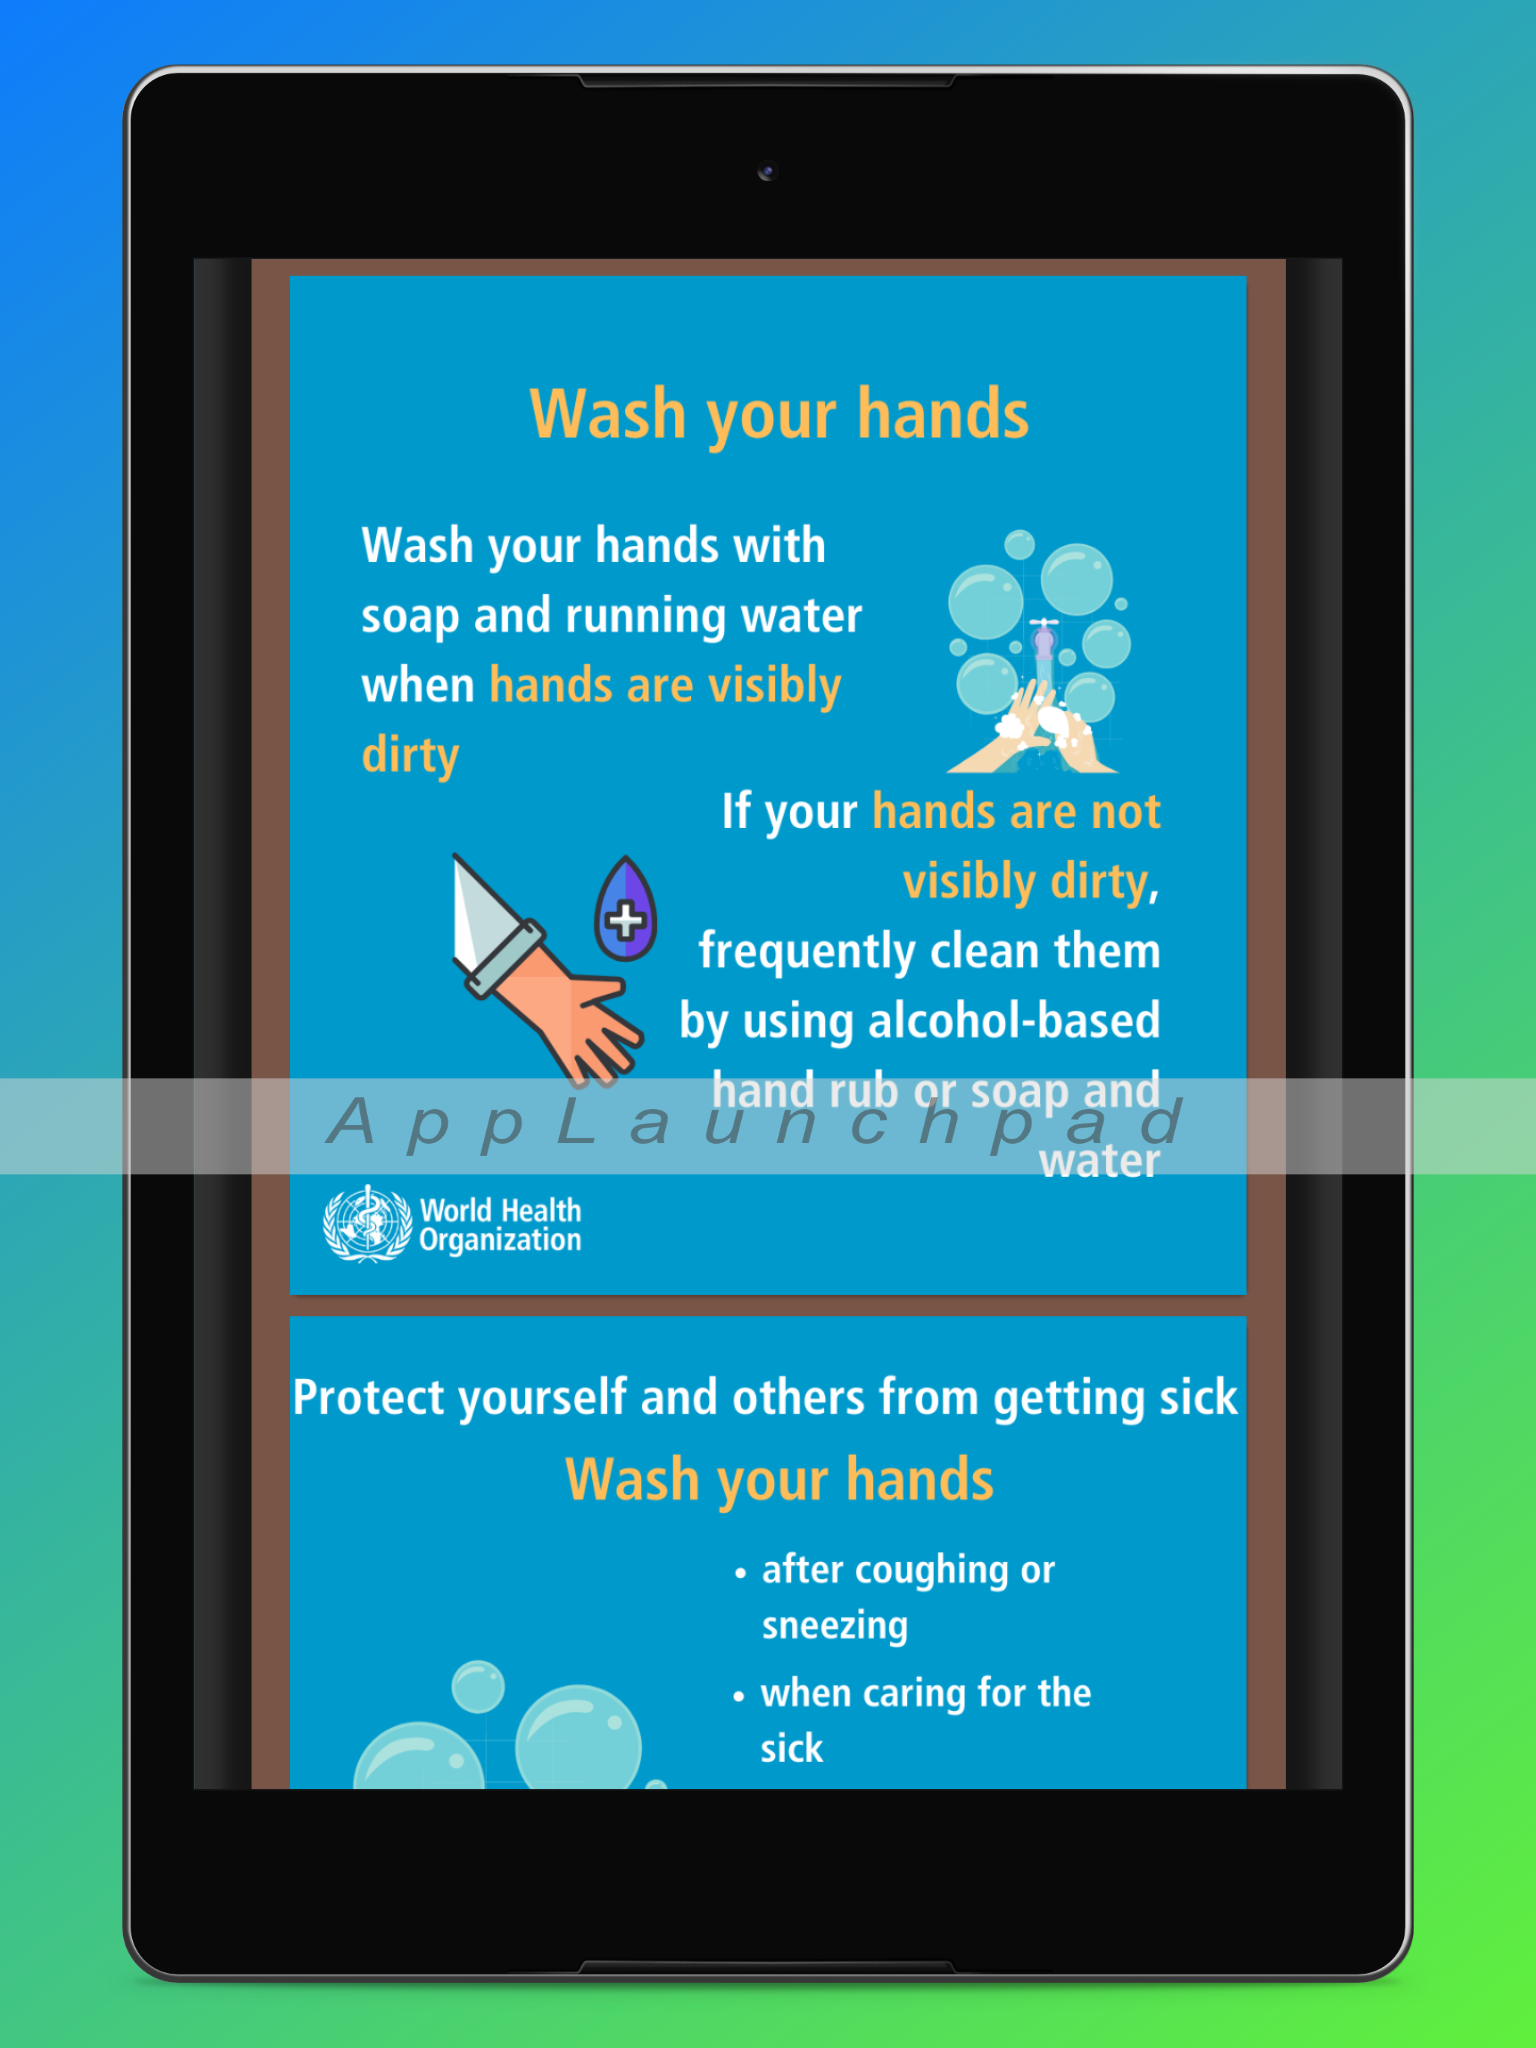 Wash your hands
Wash your hands with
soap and running water
when hands are visibly
dirty
If your hands are not
visibly dirty,
frequently clean them
by using alcohol-based
hand rub or soap and
water
AppLaunchpad
World Health
Organization
Protect yourself and others from getting sick
Wash your hands
• after coughing or
sneezing
• when caring for the
sick